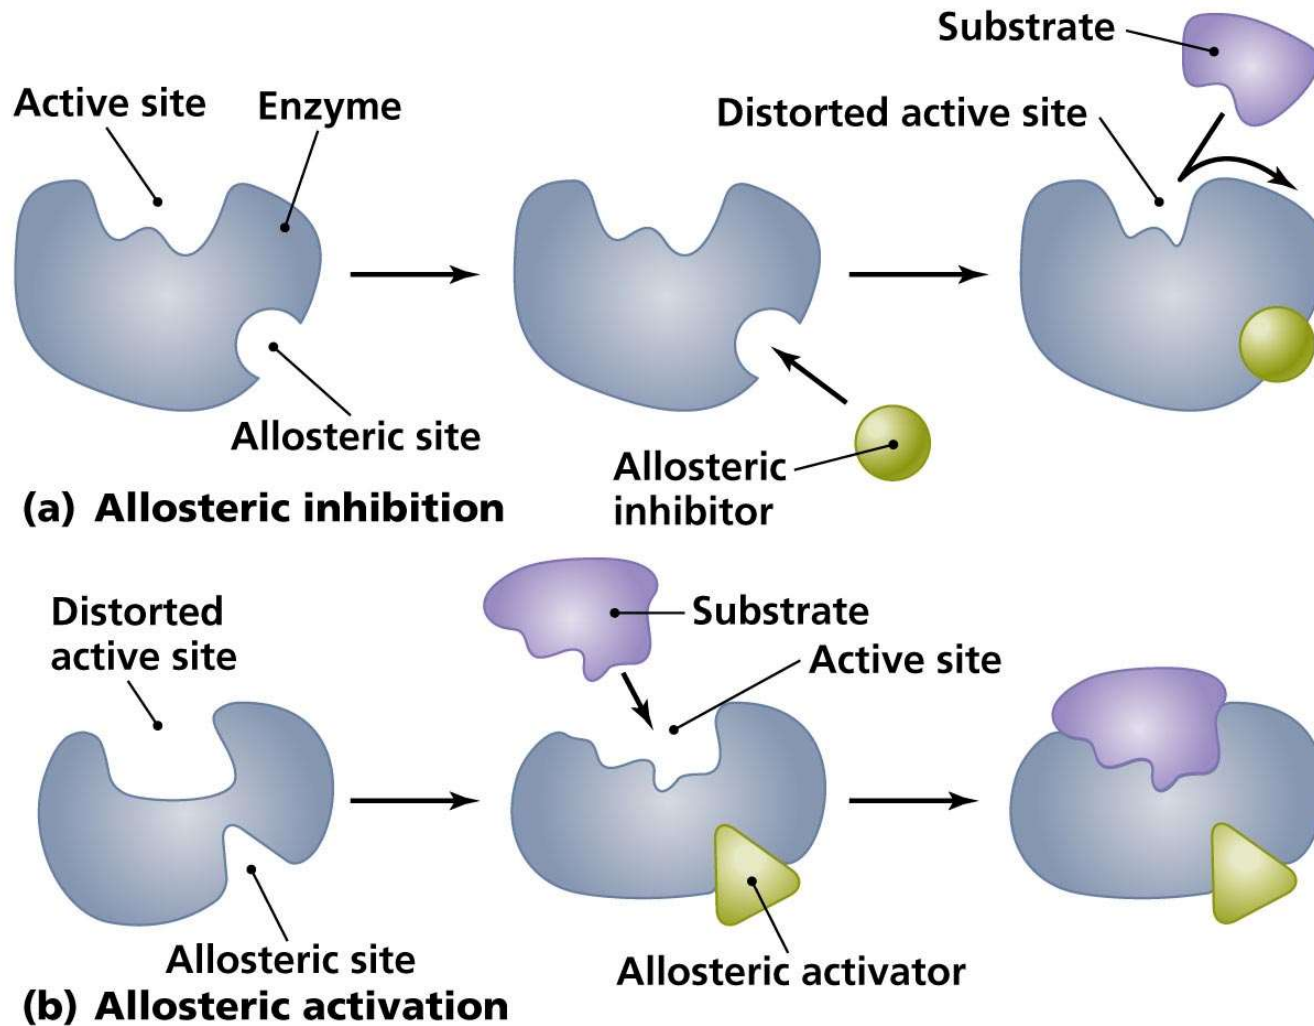 Substrate
Active site
Enzyme
Distorted active site
Allosteric site
Allosteric
inhibitor
(a) Allosteric inhibition
Distorted
active site
Substrate
Active site
Allosteric site
Allosteric activator
(b) Allosteric activation